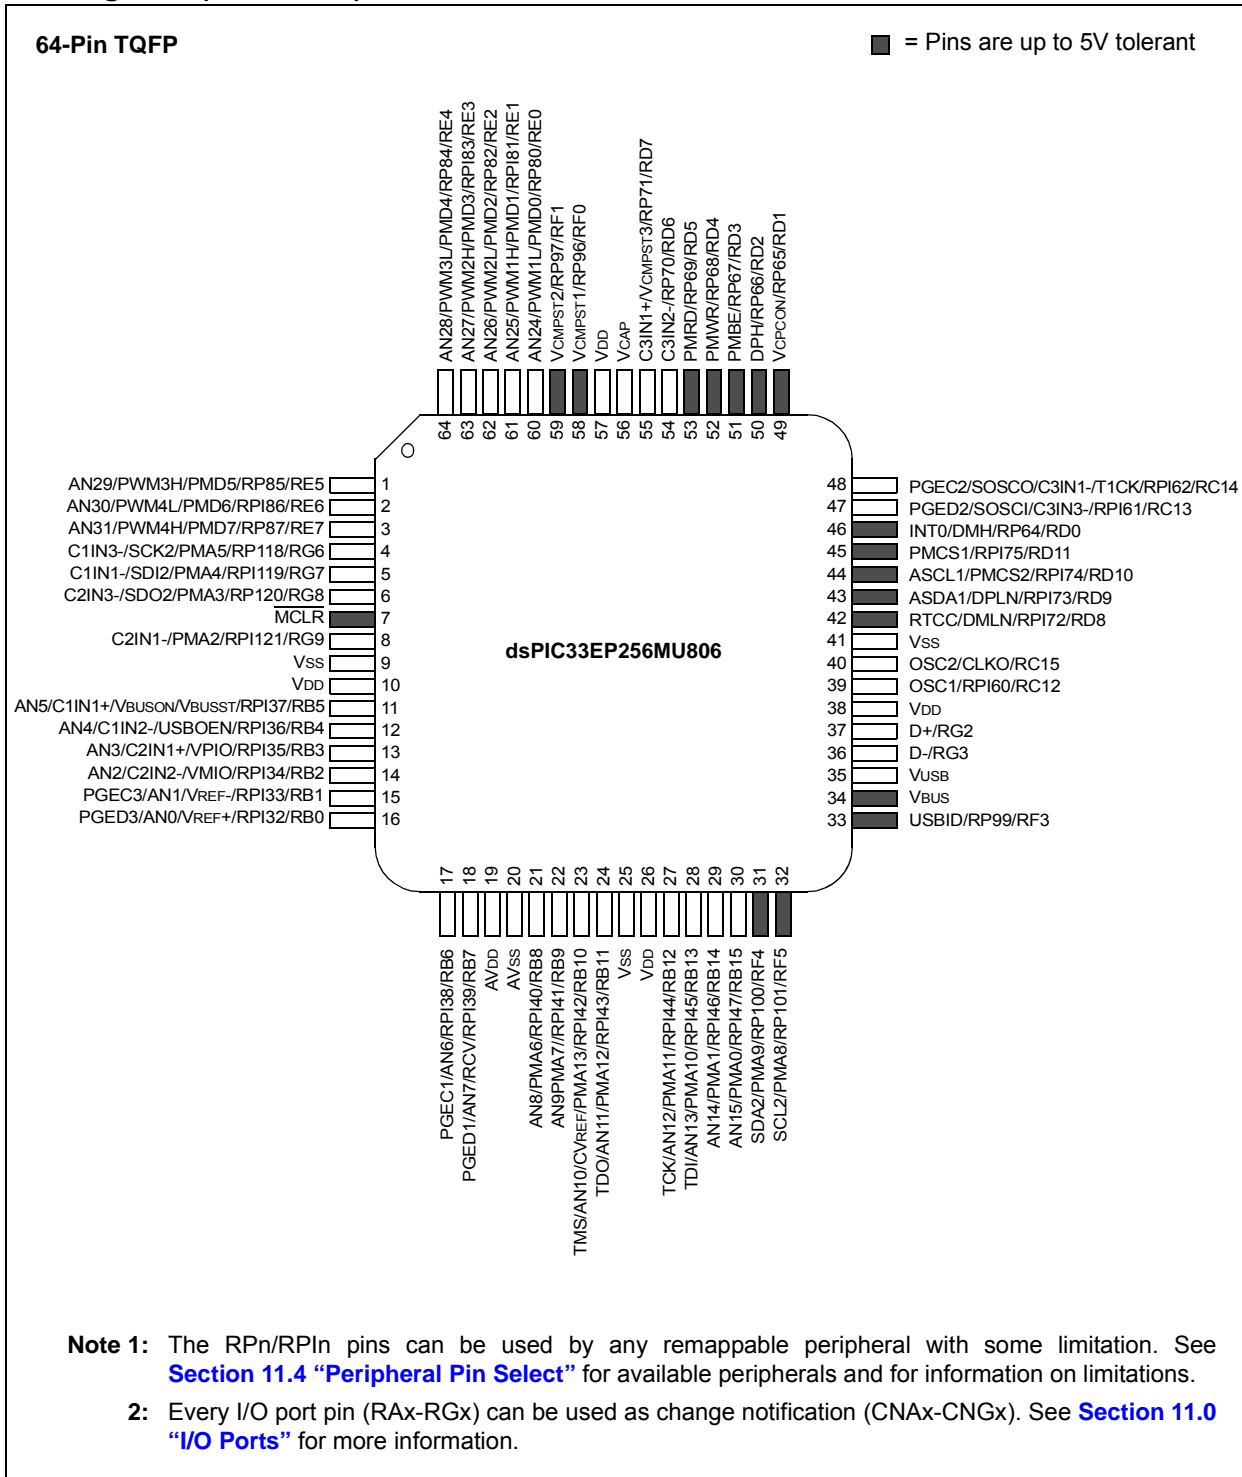 64-Pin TQFP
= Pins are up to 5V tolerant
AN28/PWM3L/PMD4/RP84/RE4
AN27/PWM2H/PMD3/RPI83/RE3
AN26/PWM2L/PMD2/RP82/RE2
AN25/PWM1H/PMD1/RPI81/RE1
AN24/PWM1L/PMD0/RP80/RE0
VCMPST2/RP97/RF1
VCMPST1/RP96/RF0
VDD
VCAP
C3IN1+/VCMPST3/RP71/RD7
C3IN2-/RP70/RD6
PMRD/RP69/RD5
PMWR/RP68/RD4
PMBE/RP67/RD3
DPH/RP66/RD2
VCPCON/RP65/RD1
64 63 62 61 60 59 58 57 56 55 54 53 52 51 50 49
AN29/PWM3H/PMD5/RP85/RE5 1
AN30/PWM4L/PMD6/RPI86/RE6 2
AN31/PWM4H/PMD7/RP87/RE7 3
C1IN3-/SCK2/PMA5/RP118/RG6 4
C1IN1-/SDI2/PMA4/RPI119/RG7 5
C2IN3-/SDO2/PMA3/RP120/RG8 6
MCLR 7
C2IN1-/PMA2/RPI121/RG9 8
VSS 9
VDD 10
AN5/C1IN1+/VBUSON/VBUSST/RPI37/RB5 11
AN4/C1IN2-/USBOEN/RPI36/RB4 12
AN3/C2IN1+/VPIO/RPI35/RB3 13
AN2/C2IN2-/VMIO/RPI34/RB2 14
PGEC3/AN1/VREF-/RPI33/RB1 15
PGED3/AN0/VREF+/RPI32/RB0 16
dsPIC33EP256MU806
48 PGEC2/SOSCO/C3IN1-/T1CK/RPI62/RC14
47 PGED2/SOSCI/C3IN3-/RPI61/RC13
46 INT0/DMH/RP64/RD0
45 PMCS1/RPI75/RD11
44 ASCL1/PMCS2/RPI74/RD10
43 ASDA1/DPLN/RPI73/RD9
42 RTCC/DMLN/RPI72/RD8
41 VSS
40 OSC2/CLKO/RC15
39 OSC1/RPI60/RC12
38 VDD
37 D+/RG2
36 D-/RG3
35 VUSB
34 VBUS
33 USBID/RP99/RF3
17 18 19 20 21 22 23 24 25 26 27 28 29 30 31 32
PGEC1/AN6/RPI38/RB6
PGED1/AN7/RCV/RPI39/RB7
AVDD
AVSS
AN8/PMA6/RPI40/RB8
AN9PMA7//RPI41/RB9
TMS/AN10/CVREF/PMA13/RPI42/RB10
TDO/AN11/PMA12/RPI43/RB11
VSS
VDD
TCK/AN12/PMA11/RPI44/RB12
TDI/AN13/PMA10/RPI45/RB13
AN14/PMA1/RPI46/RB14
AN15/PMA0/RPI47/RB15
SDA2/PMA9/RP100/RF4
SCL2/PMA8/RP101/RF5
Note 1: The RPn/RPIn pins can be used by any remappable peripheral with some limitation. See
Section 11.4 “Peripheral Pin Select” for available peripherals and for information on limitations.
2: Every I/O port pin (RAx-RGx) can be used as change notification (CNAx-CNGx). See Section 11.0
“I/O Ports” for more information.